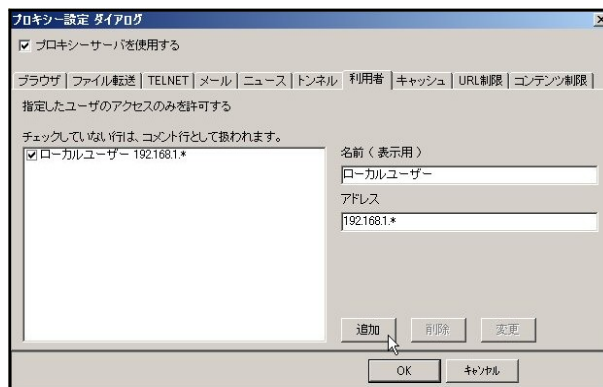 プロキシー設定 ダイアログ
プロキシーサーバを使用する
ブラウザ ファイル転送 TELNET メール ニュース トンネル 利用者 キャッシュ URL制限 コンテンツ制限
指定したユーザのアクセスのみを許可する
チェックしていない行は、コメント行として扱われます。
ローカルユーザー 192.168.1.*
名前（表示用）
ローカルユーザー
アドレス
192.168.1.*
追加 削除 変更
OK キャンセル